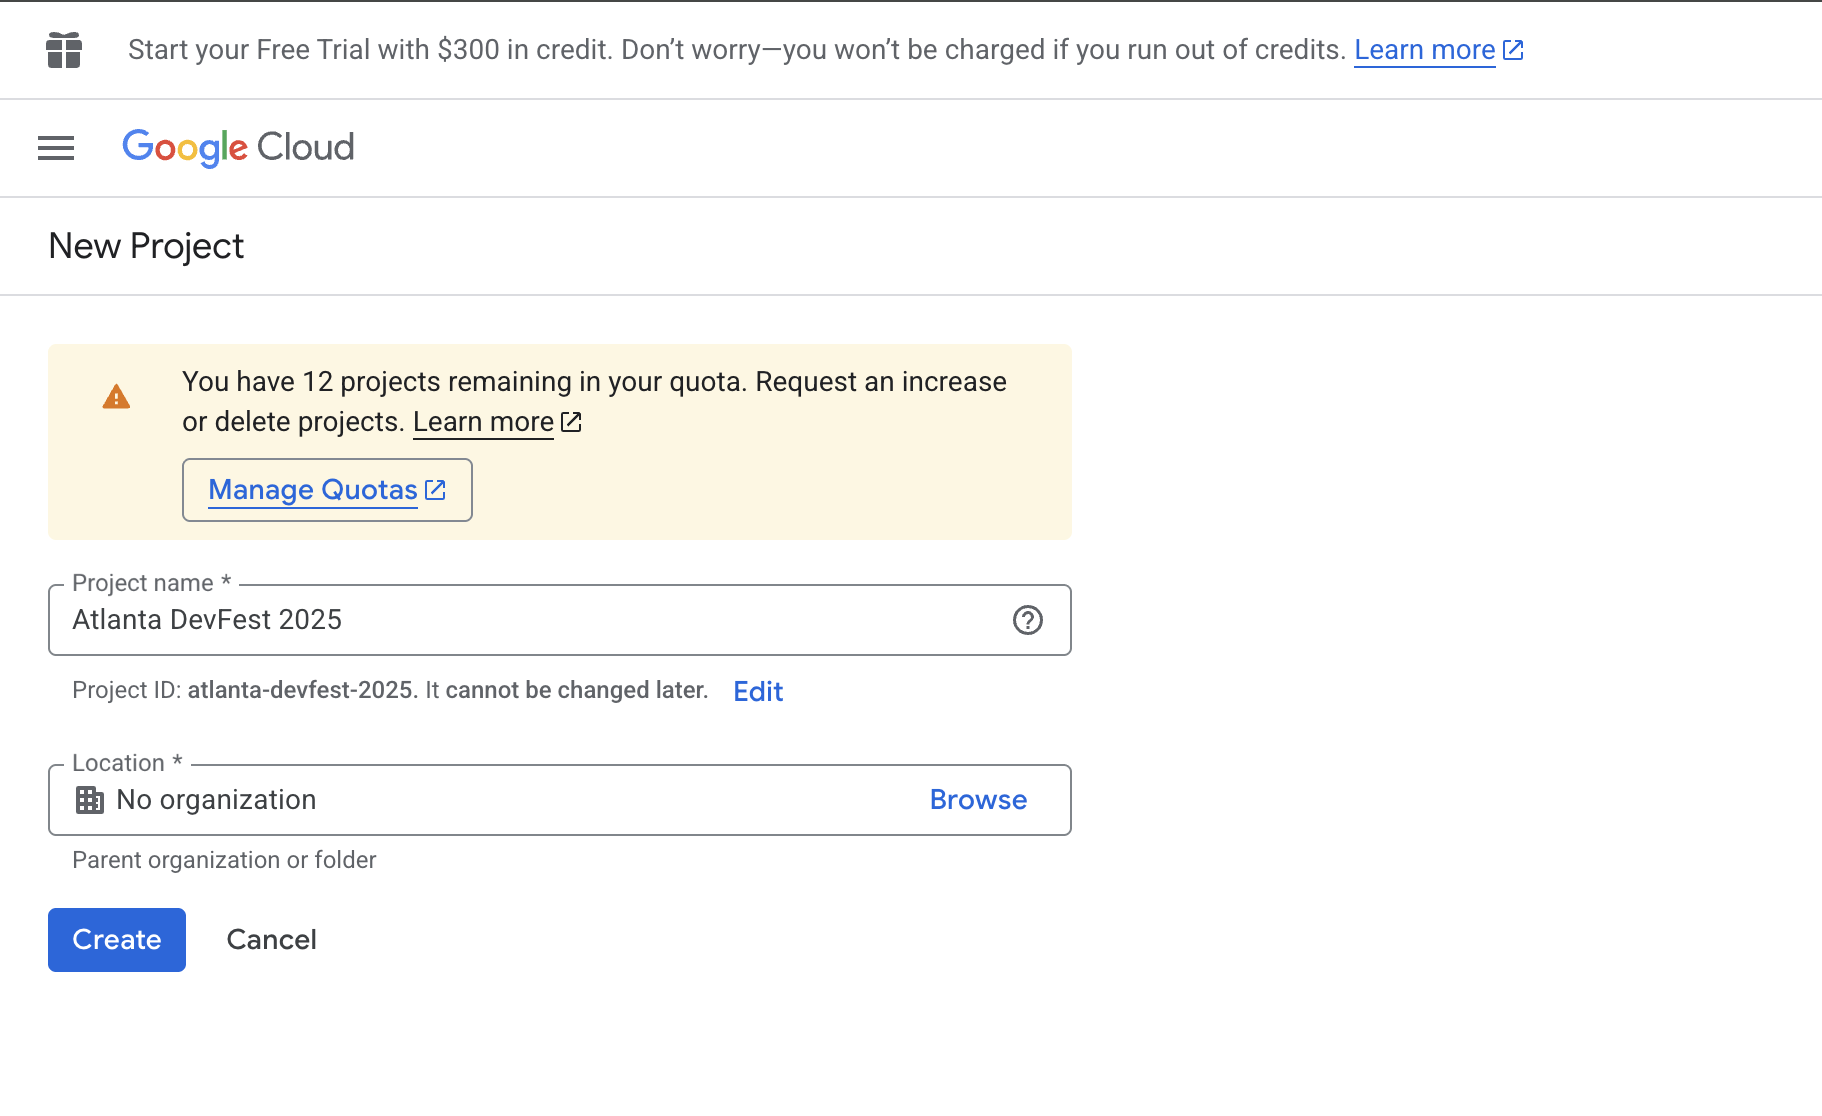 Start your Free Trial with $300 in credit. Don’t worry—you won’t be charged if you run out of credits. Learn more
Google Cloud
New Project
You have 12 projects remaining in your quota. Request an increase
or delete projects. Learn more
Manage Quotas
Project name *
Atlanta DevFest 2025
Project ID: atlanta-devfest-2025. It cannot be changed later. Edit
Location *
No organization Browse
Parent organization or folder
Create Cancel